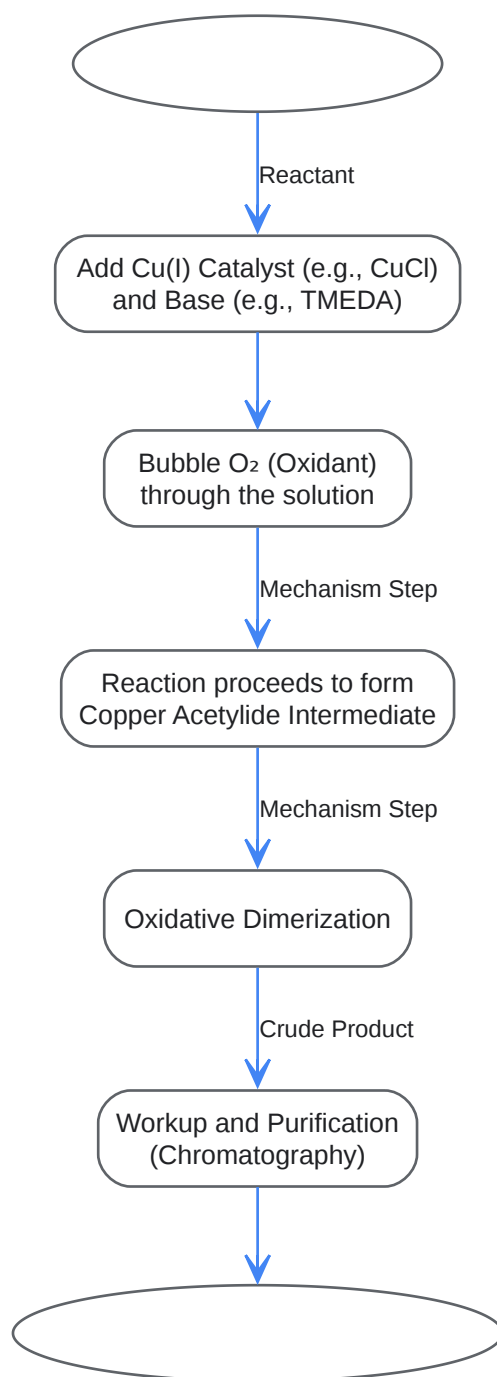 Reactant
Add Cu(I) Catalyst (e.g., CuCl)
and Base (e.g., TMEDA)
Bubble O₂ (Oxidant)
through the solution
Mechanism Step
Reaction proceeds to form
Copper Acetylide Intermediate
Mechanism Step
Oxidative Dimerization
Crude Product
Workup and Purification
(Chromatography)